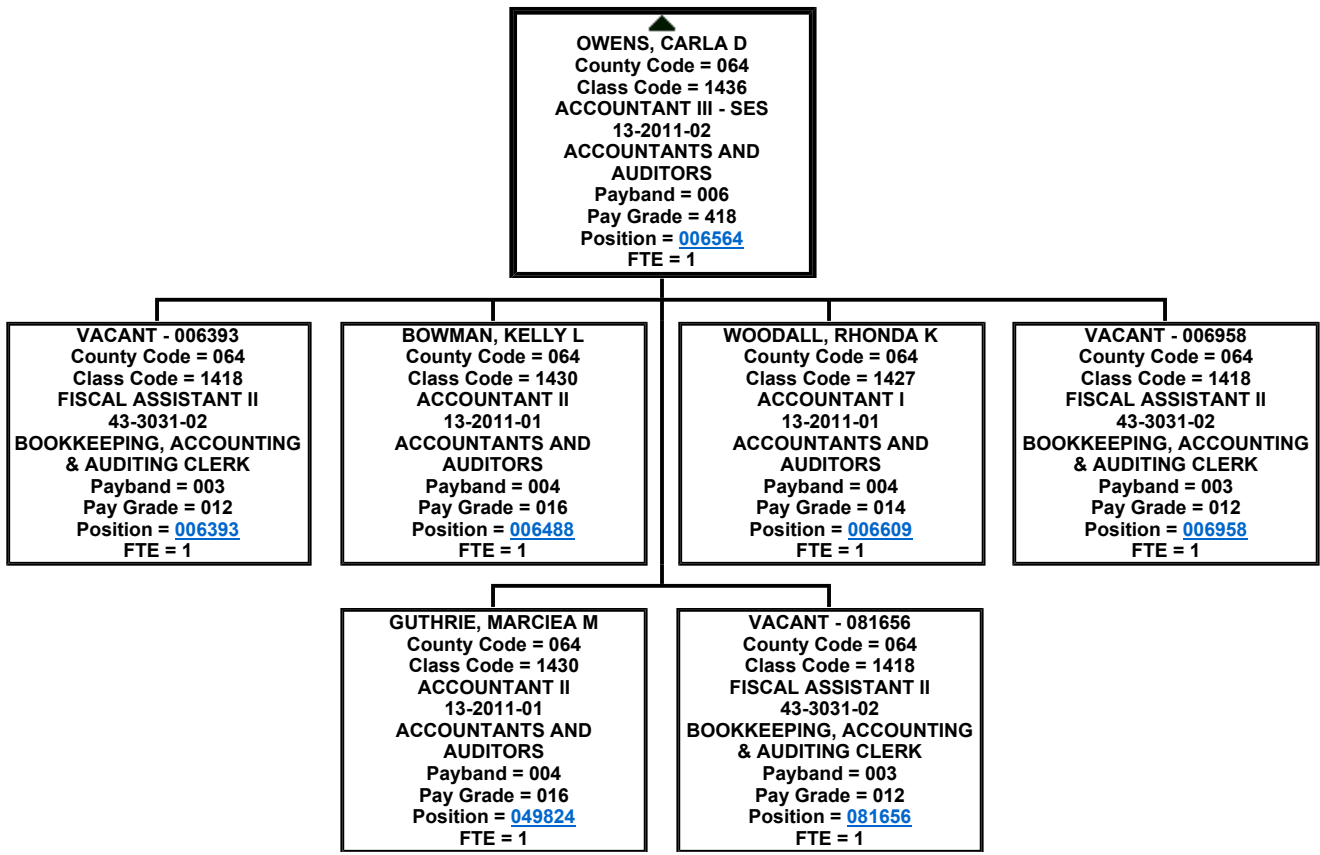 OWENS, CARLA D
County Code = 064
Class Code = 1436
ACCOUNTANT III - SES
13-2011-02
ACCOUNTANTS AND
AUDITORS
Payband = 006
Pay Grade = 418
Position = 006564
FTE = 1
VACANT - 006393
County Code = 064
Class Code = 1418
FISCAL ASSISTANT II
43-3031-02
BOOKKEEPING, ACCOUNTING
& AUDITING CLERK
Payband = 003
Pay Grade = 012
Position = 006393
FTE = 1
BOWMAN, KELLY L
County Code = 064
Class Code = 1430
ACCOUNTANT II
13-2011-01
ACCOUNTANTS AND
AUDITORS
Payband = 004
Pay Grade = 016
Position = 006488
FTE = 1
WOODALL, RHONDA K
County Code = 064
Class Code = 1427
ACCOUNTANT I
13-2011-01
ACCOUNTANTS AND
AUDITORS
Payband = 004
Pay Grade = 014
Position = 006609
FTE = 1
VACANT - 006958
County Code = 064
Class Code = 1418
FISCAL ASSISTANT II
43-3031-02
BOOKKEEPING, ACCOUNTING
& AUDITING CLERK
Payband = 003
Pay Grade = 012
Position = 006958
FTE = 1
GUTHRIE, MARCIEA M
County Code = 064
Class Code = 1430
ACCOUNTANT II
13-2011-01
ACCOUNTANTS AND
AUDITORS
Payband = 004
Pay Grade = 016
Position = 049824
FTE = 1
VACANT - 081656
County Code = 064
Class Code = 1418
FISCAL ASSISTANT II
43-3031-02
BOOKKEEPING, ACCOUNTING
& AUDITING CLERK
Payband = 003
Pay Grade = 012
Position = 081656
FTE = 1